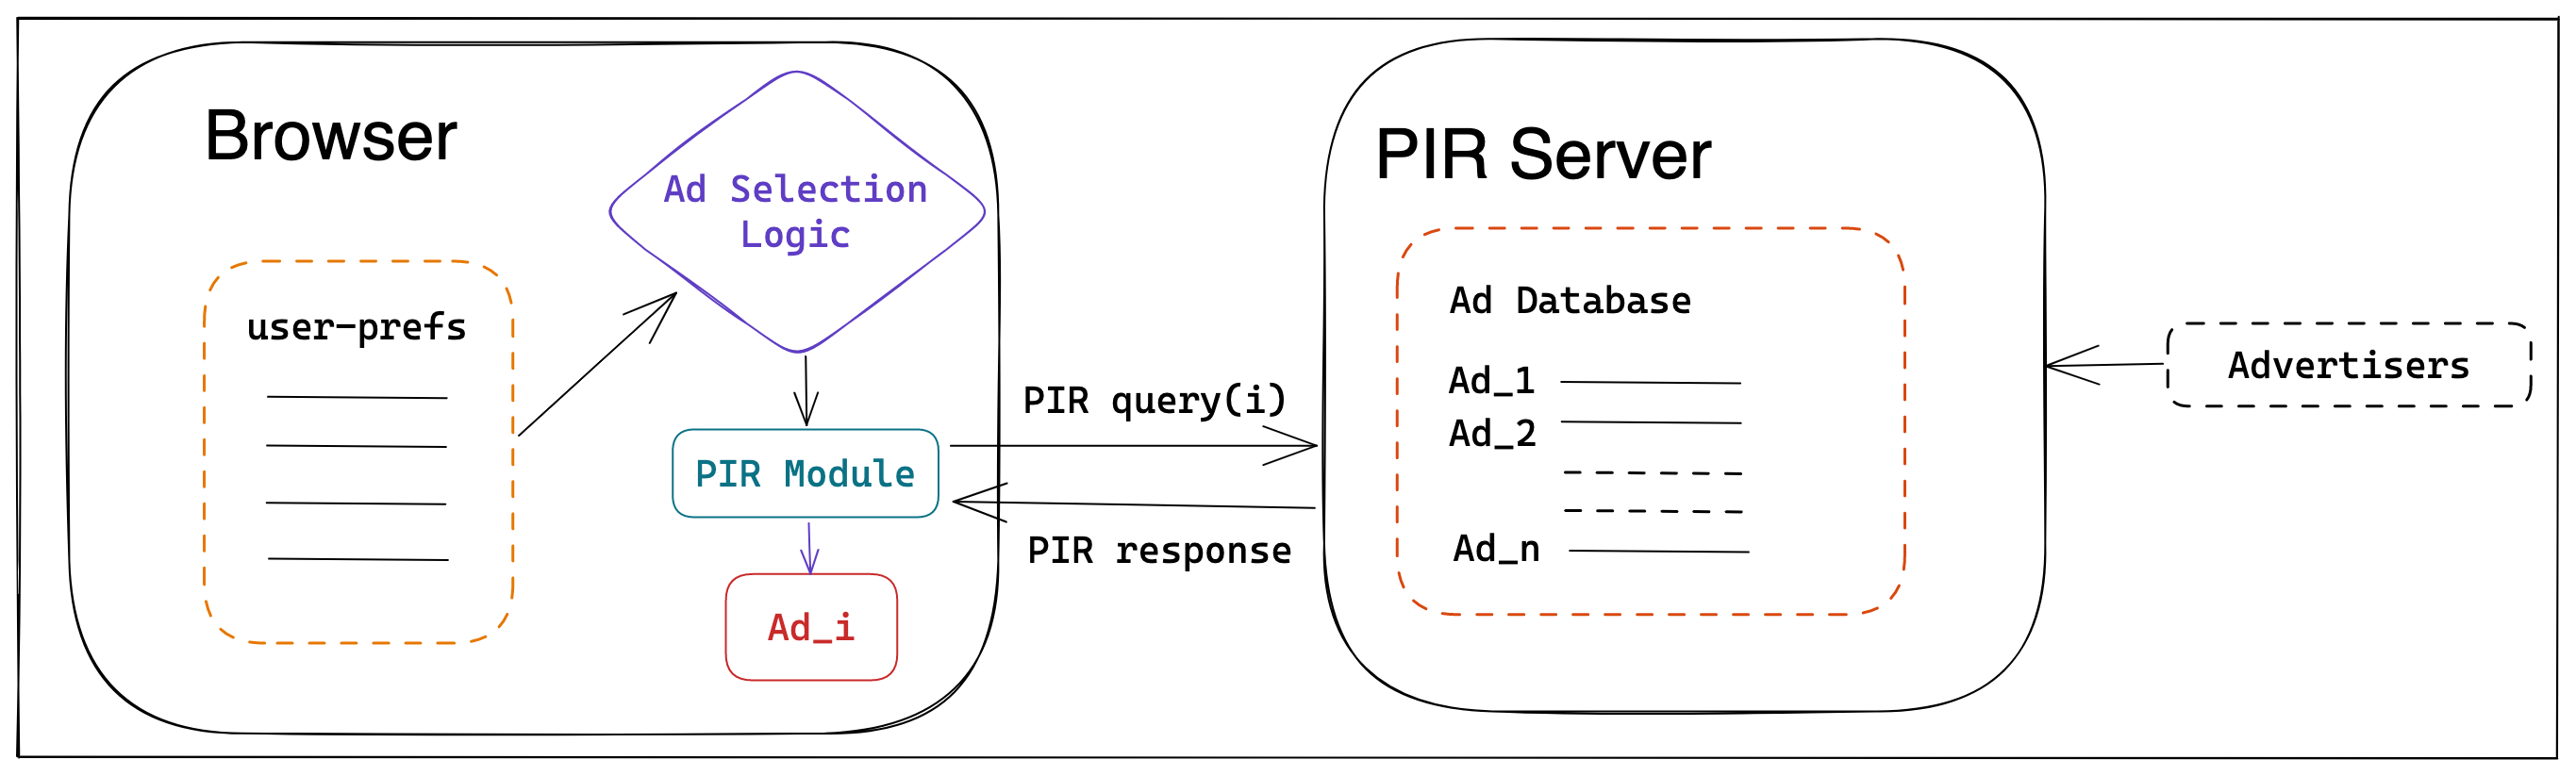 Browser
user-prefs
Ad Selection
Logic
PIR Module
Ad_i
PIR query(i)
PIR response
PIR Server
Ad Database
Ad_1
Ad_2
Ad_n
Advertisers